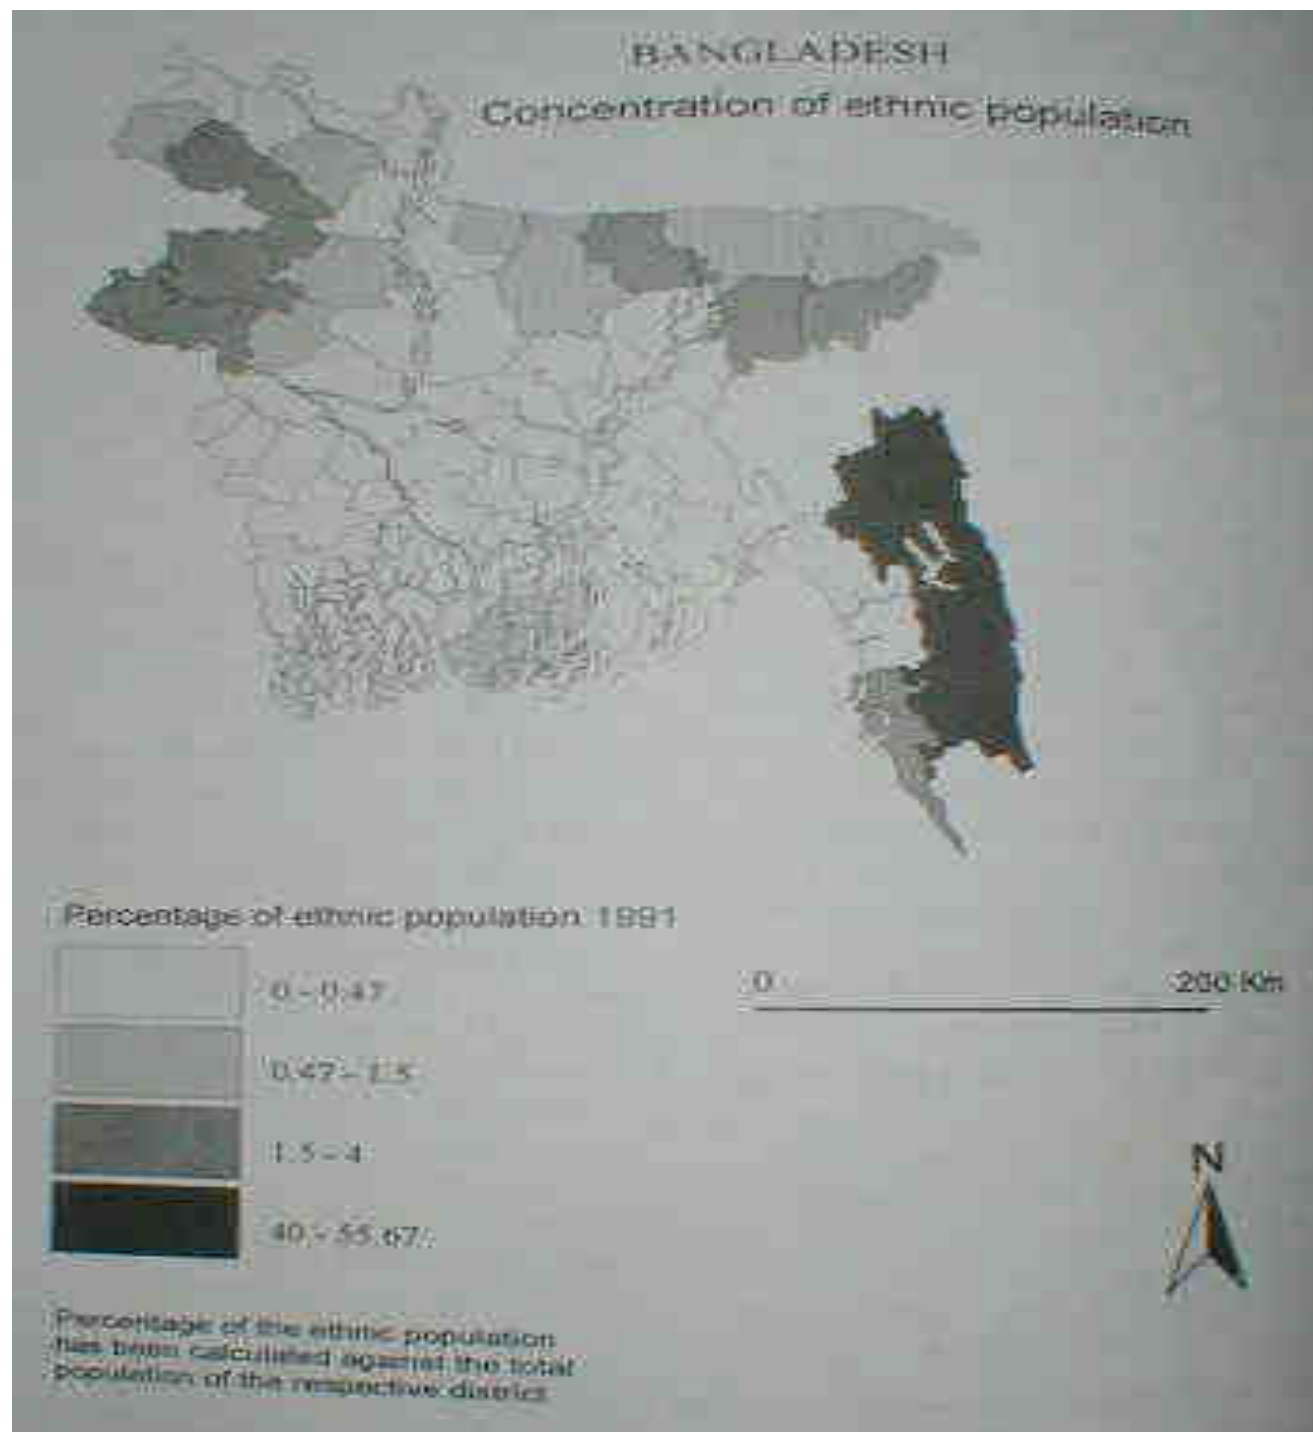 BANGLADESH
Concentration of ethnic population
Percentage of ethnic population 1991
0 - 0.47
0.47 - 1.5
1.5 - 4
40 - 55.67
0 200 Km
N
Percentage of the ethnic population
has been calculated against the total
population of the respective district